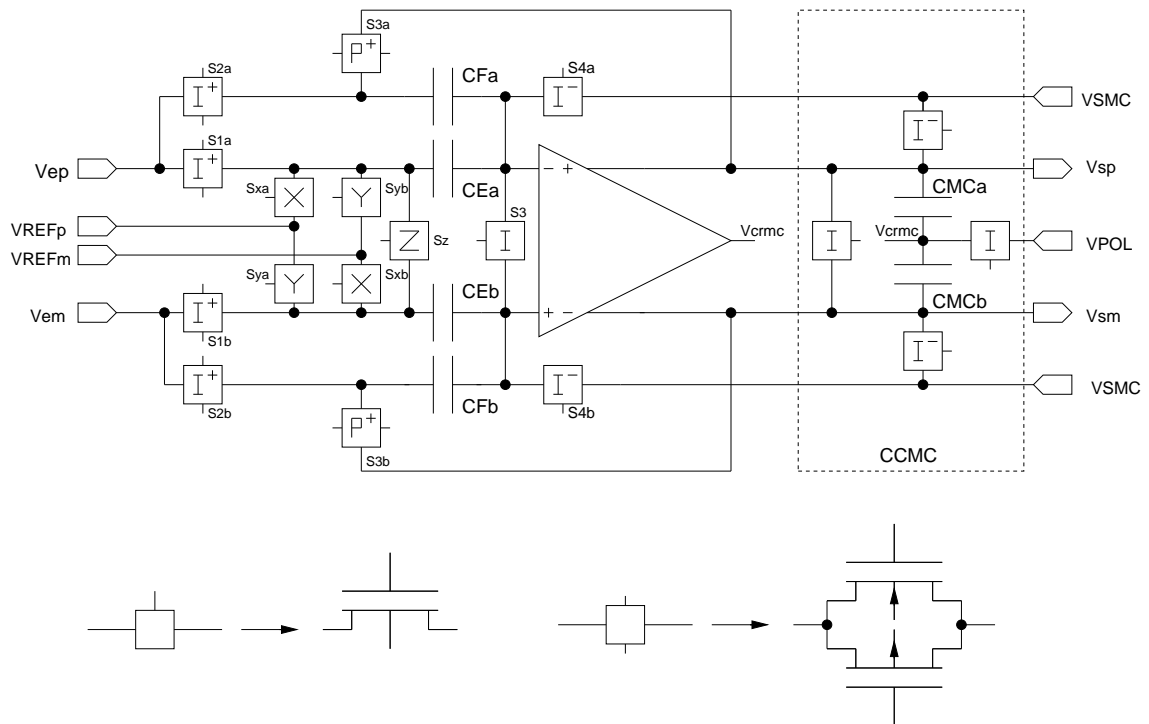 S3a
P+
S2a
I+
CFa
S4a
I-
VSMC
I-
S1a
I+
Vep
Sxa
X
Syb
Y
CEa
- +
Vsp
CMCa
VREFp
VREFm
Z
Sz
S3
I
Vcrmc
I
Vcrmc
I
VPOL
Sya
Y
Sxb
X
CEb
CMCb
Vem
I+
S1b
+ -
Vsm
I-
I+
S2b
CFb
I-
S4b
VSMC
P+
S3b
CCMC